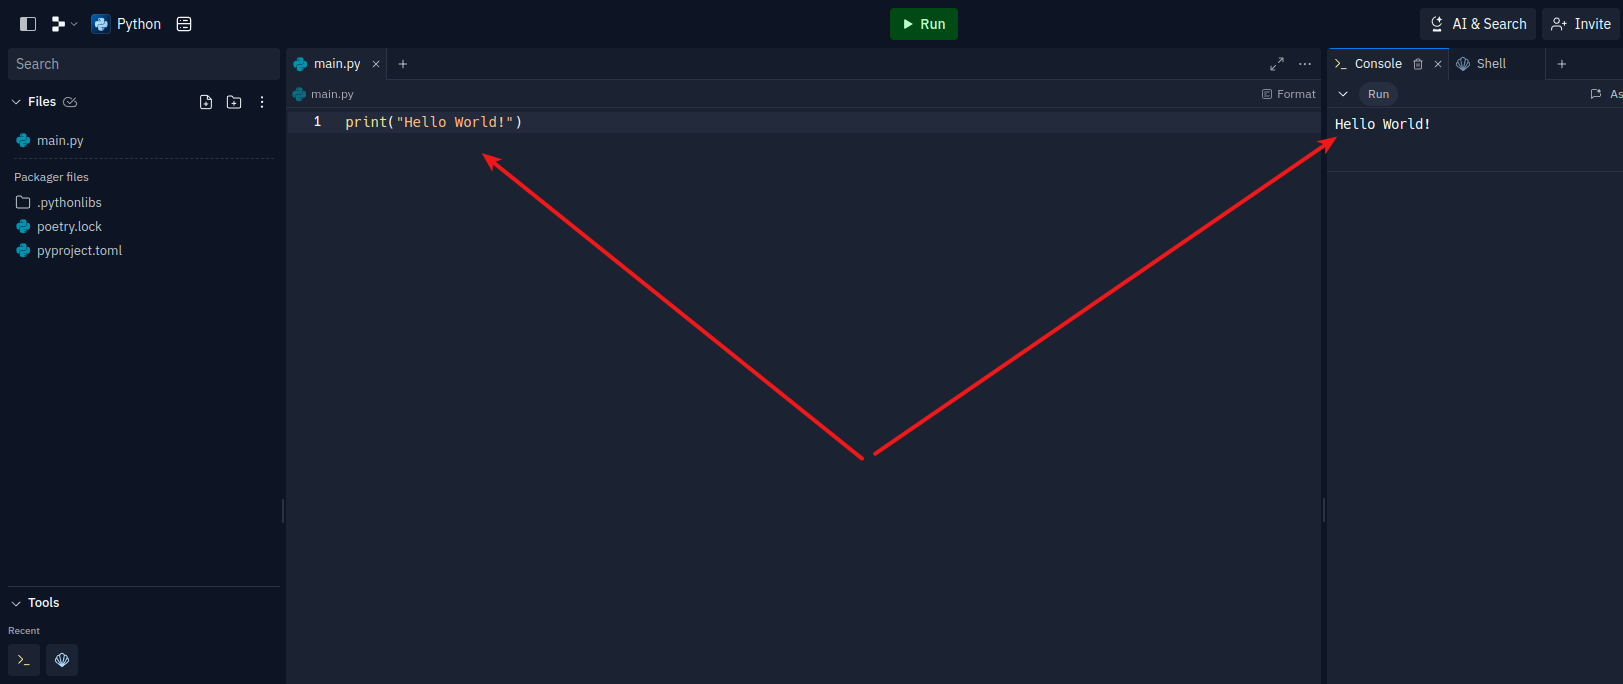 Python
Run
AI & Search
Invite
Search
Files
main.py
Packager files
.pythonlibs
poetry.lock
pyproject.toml
Tools
Recent
main.py
main.py
Format
1 print("Hello World!")
Console
Shell
Run
As
Hello World!